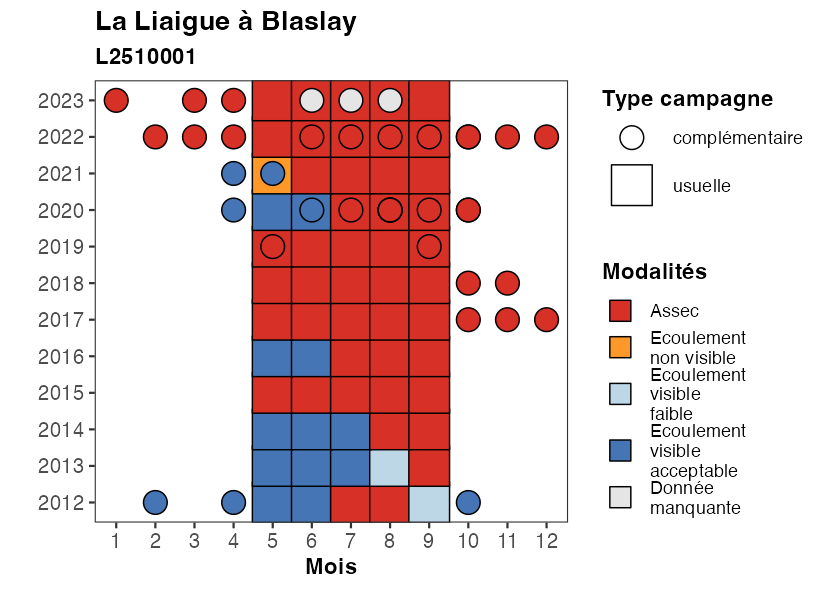 La Liaigue à Blaslay
L2510001
2023
2022
2021
2020
2019
2018
2017
2016
2015
2014
2013
2012
1 2 3 4 5 6 7 8 9 10 11 12
Mois
Type campagne
complémentaire
usuelle
Modalités
Assec
Ecoulement
non visible
Ecoulement
visible
faible
Ecoulement
visible
acceptable
Donnée
manquante